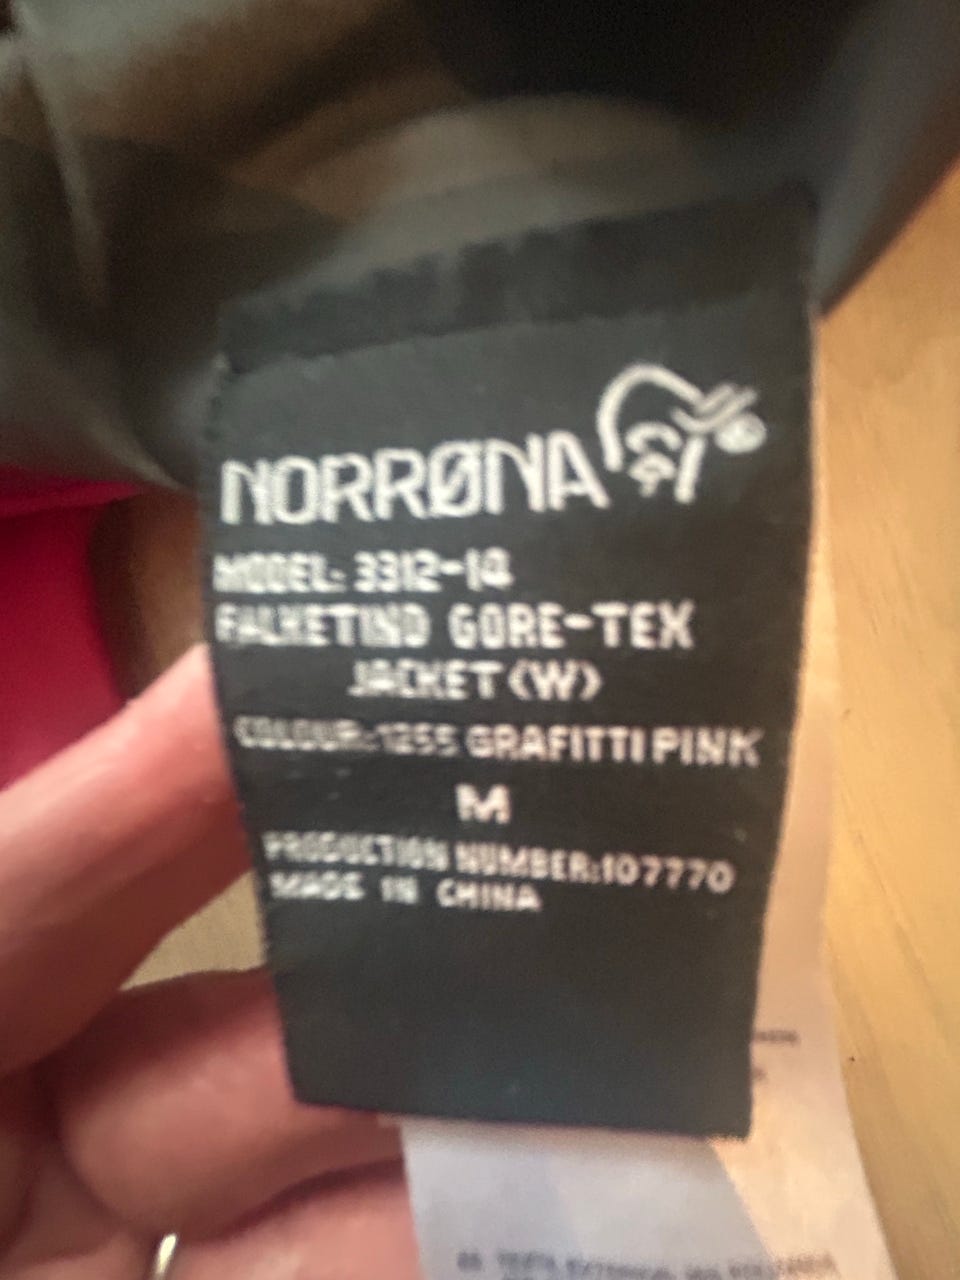 NORRØNA
MODEL: 3312-14
FALKETIND GORE-TEX
JACKET (W)
COLOUR: 1255 GRAFITTI PINK
M
PRODUCTION NUMBER:107770
MADE IN CHINA